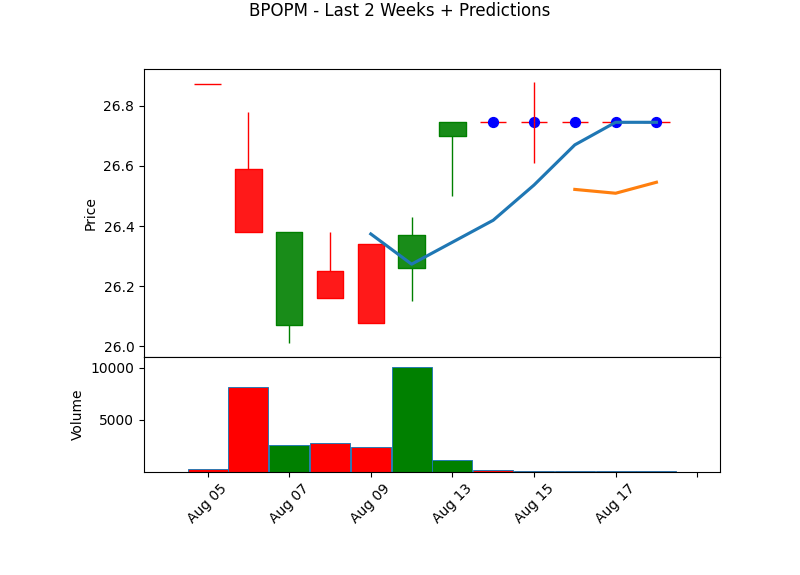 BPOPM - Last 2 Weeks + Predictions
26.8
26.6
26.4
26.2
26.0
Price
10000
5000
Volume
Aug 05
Aug 07
Aug 09
Aug 13
Aug 15
Aug 17